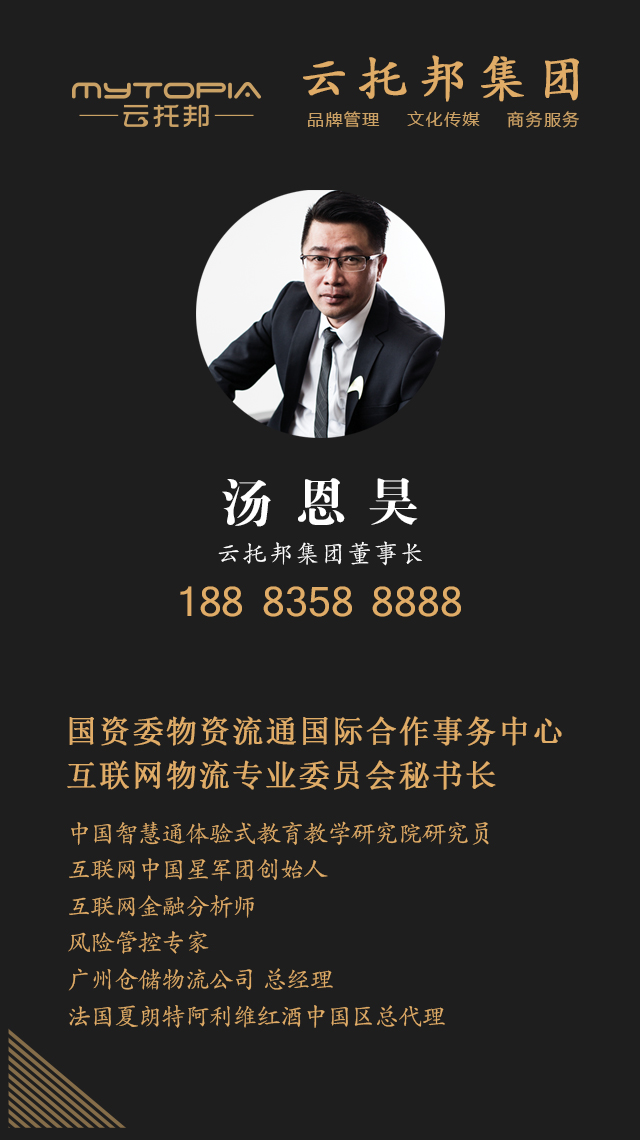 MYTOPIA
云托邦
云托邦集团
品牌管理 文化传媒 商务服务
汤恩昊
云托邦集团董事长
188 8358 8888
国资委物资流通国际合作事务中心
互联网物流专业委员会秘书长
中国智慧通体验式教育教学研究院研究员
互联网中国星军团创始人
互联网金融分析师
风险管控专家
广州仓储物流公司 总经理
法国夏朗特阿利维红酒中国区总代理